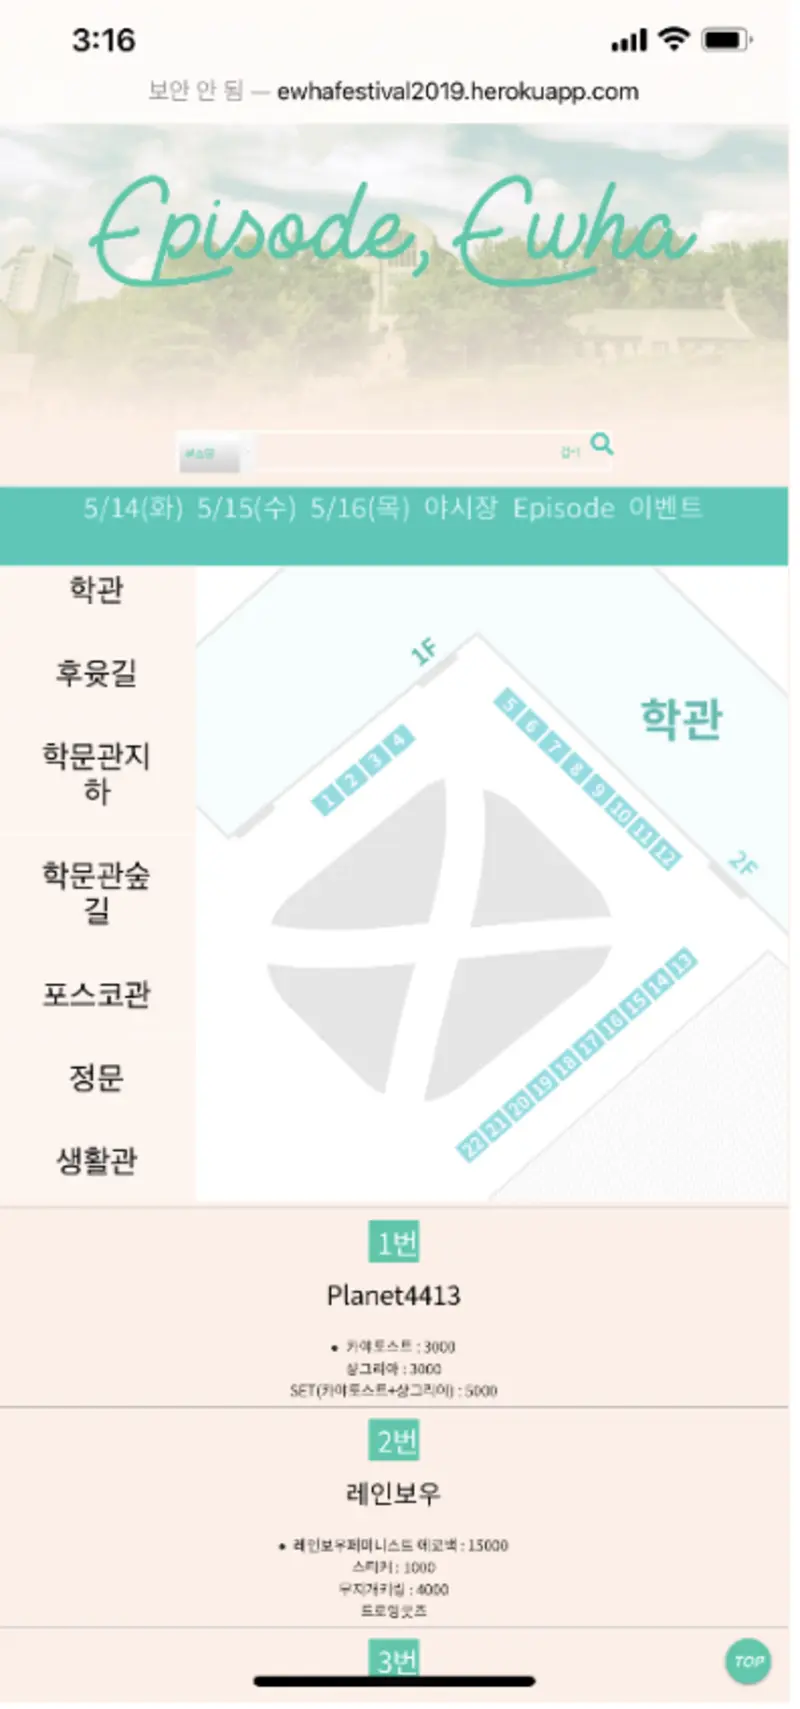 3:16
보안 안 됨 — ewhafestival2019.herokuapp.com
Episode, Ewha
검색
5/14(화) 5/15(수) 5/16(목) 야시장 Episode 이벤트
학관
후윳길
학문관지
하
학문관숲
길
포스코관
정문
생활관
1F
학관
2F
1 2 3 4
5 6 7 8 9 10 11 12
13 14 15 16 17 18 19 20 21 22
1번
Planet4413
• 카야토스트 : 3000
상그리아 : 3000
SET(카야토스트+상그리아) : 5000
2번
레인보우
• 레인보우페미니스트 에코백 : 15000
스티커 : 1000
무지개키링 : 4000
드로잉굿즈
3번
TOP